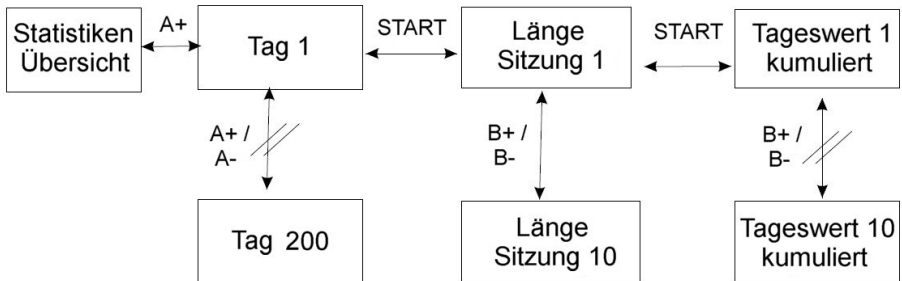 Statistiken
Übersicht
A+
Tag 1
START
Länge
Sitzung 1
START
Tageswert 1
kumuliert
A+ /
A-
B+ /
B-
B+ /
B-
Tag 200
Länge
Sitzung 10
Tageswert 10
kumuliert